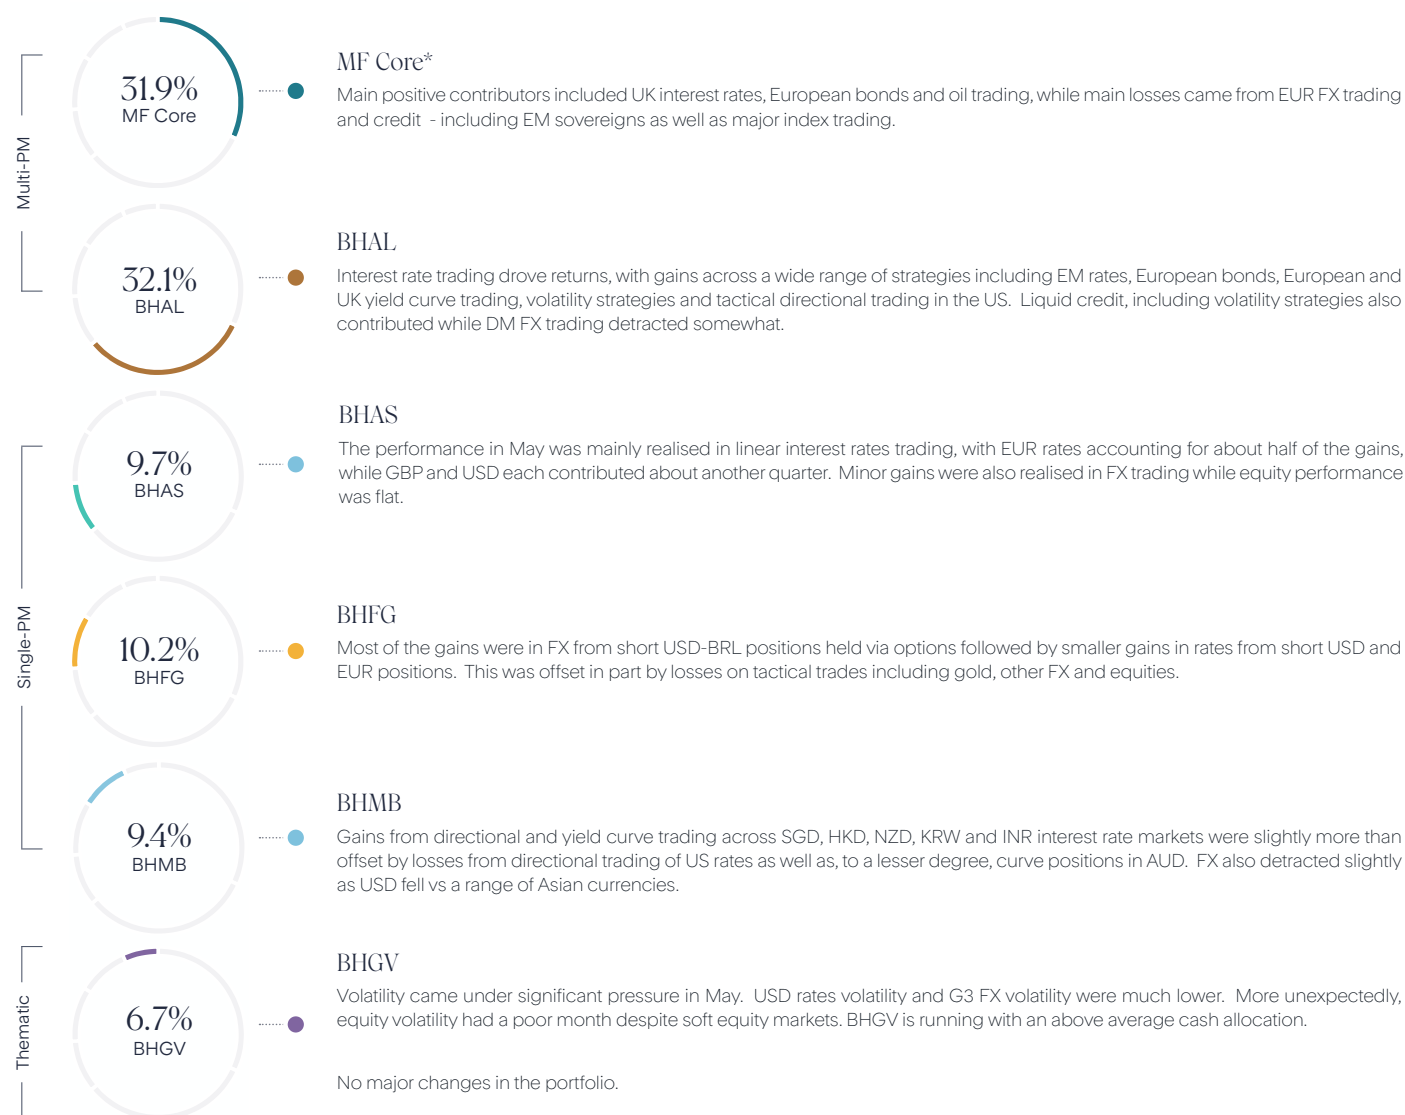 Multi-PM
31.9%
MF Core
MF Core*
Main positive contributors included UK interest rates, European bonds and oil trading, while main losses came from EUR FX trading
and credit - including EM sovereigns as well as major index trading.
32.1%
BHAL
BHAL
Interest rate trading drove returns, with gains across a wide range of strategies including EM rates, European bonds, European and
UK yield curve trading, volatility strategies and tactical directional trading in the US. Liquid credit, including volatility strategies also
contributed while DM FX trading detracted somewhat.
Single-PM
9.7%
BHAS
BHAS
The performance in May was mainly realised in linear interest rates trading, with EUR rates accounting for about half of the gains,
while GBP and USD each contributed about another quarter. Minor gains were also realised in FX trading while equity performance
was flat.
10.2%
BHFG
BHFG
Most of the gains were in FX from short USD-BRL positions held via options followed by smaller gains in rates from short USD and
EUR positions. This was offset in part by losses on tactical trades including gold, other FX and equities.
9.4%
BHMB
BHMB
Gains from directional and yield curve trading across SGD, HKD, NZD, KRW and INR interest rate markets were slightly more than
offset by losses from directional trading of US rates as well as, to a lesser degree, curve positions in AUD. FX also detracted slightly
as USD fell vs a range of Asian currencies.
Thematic
6.7%
BHGV
BHGV
Volatility came under significant pressure in May. USD rates volatility and G3 FX volatility were much lower. More unexpectedly,
equity volatility had a poor month despite soft equity markets. BHGV is running with an above average cash allocation.
No major changes in the portfolio.